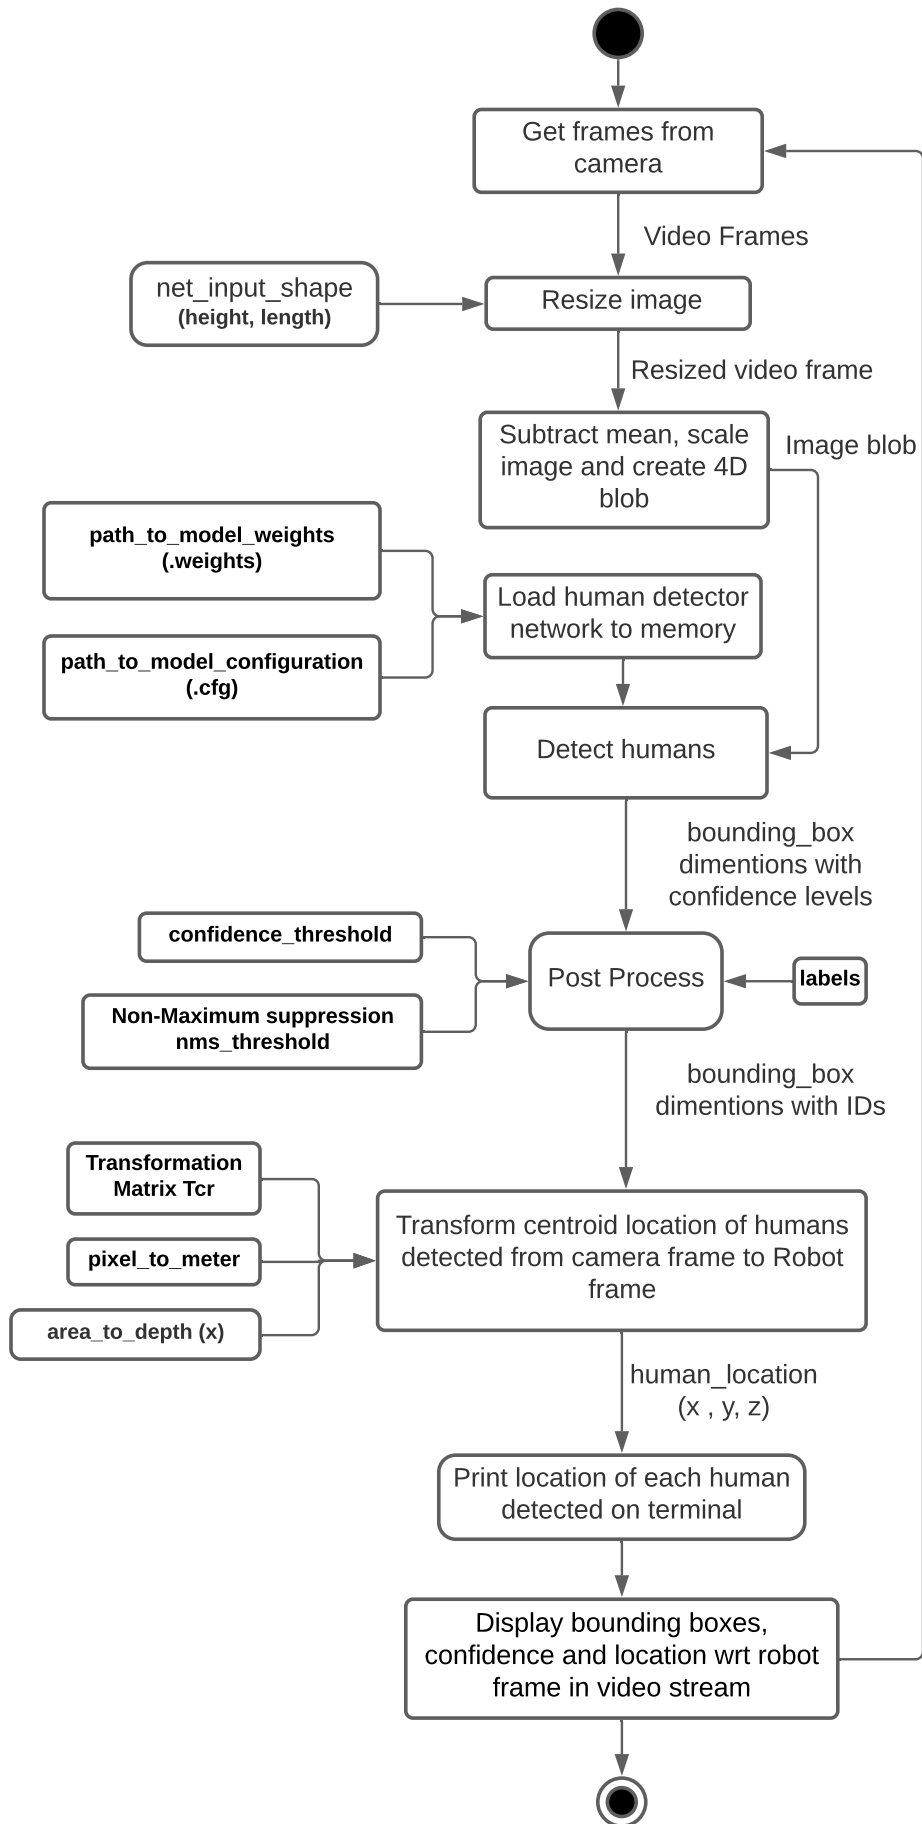 Get frames from
camera
Video Frames
net_input_shape
(height, length)
Resize image
Resized video frame
Subtract mean, scale
image and create 4D
blob
Image blob
path_to_model_weights
(.weights)
Load human detector
network to memory
path_to_model_configuration
(.cfg)
Detect humans
bounding_box
dimentions with
confidence levels
confidence_threshold
Post Process
labels
Non-Maximum suppression
nms_threshold
bounding_box
dimentions with IDs
Transformation
Matrix Tcr
pixel_to_meter
area_to_depth (x)
Transform centroid location of humans
detected from camera frame to Robot
frame
human_location
(x , y, z)
Print location of each human
detected on terminal
Display bounding boxes,
confidence and location wrt robot
frame in video stream